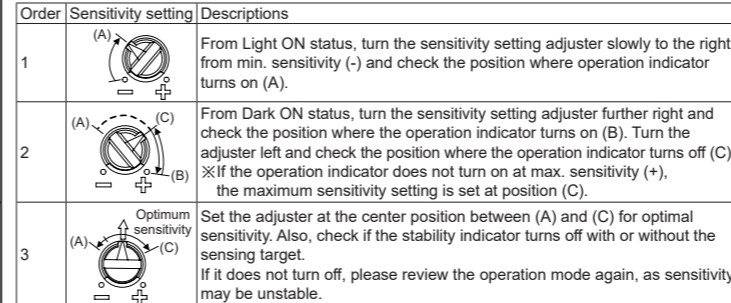 Order Sensitivity setting Descriptions
1
(A)
From Light ON status, turn the sensitivity setting adjuster slowly to the right
from min. sensitivity (-) and check the position where operation indicator
turns on (A).
2
(A) (C)
(B)
From Dark ON status, turn the sensitivity setting adjuster further right and
check the position where the operation indicator turns on (B). Turn the
adjuster left and check the position where the operation indicator turns off (C)
※If the operation indicator does not turn on at max. sensitivity (+),
the maximum sensitivity setting is set at position (C).
3
Optimum
sensitivity
(A) (C)
Set the adjuster at the center position between (A) and (C) for optimal
sensitivity. Also, check if the stability indicator turns off with or without the
sensing target.
If it does not turn off, please review the operation mode again, as sensitivity
may be unstable.